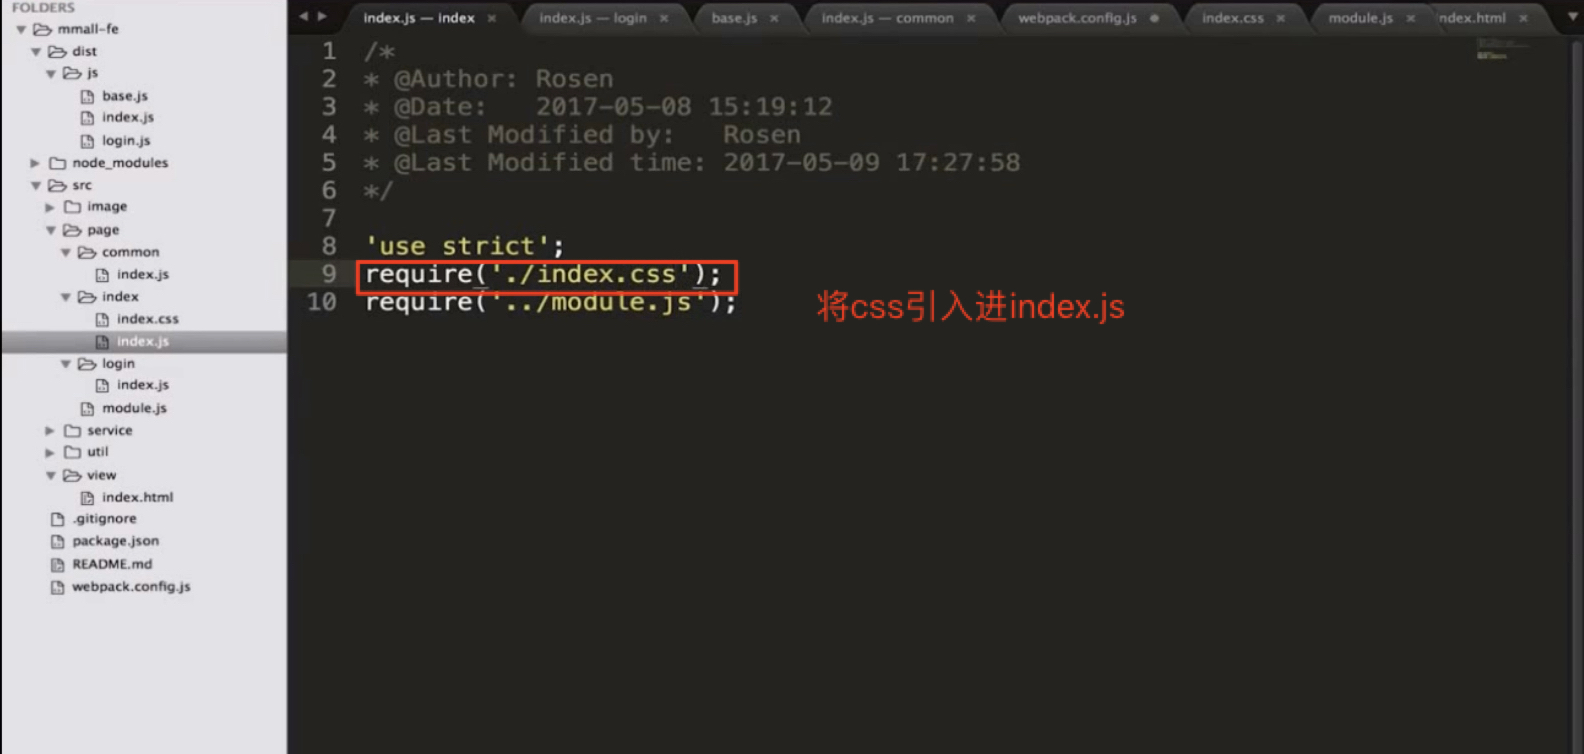 FOLDERS
mmall-fe
dist
js
base.js
index.js
login.js
node_modules
src
image
page
common
index.js
index
index.css
index.js
login
index.js
module.js
service
util
view
index.html
.gitignore
package.json
README.md
webpack.config.js
index.js — index
index.js — login
base.js
index.js — common
webpack.config.js
index.css
module.js
ndex.html
1 /*
2 * @Author: Rosen
3 * @Date:   2017-05-08 15:19:12
4 * @Last Modified by:   Rosen
5 * @Last Modified time: 2017-05-09 17:27:58
6 */
7
8 'use strict';
9 require('./index.css');
10 require('../module.js');
将css引入进index.js